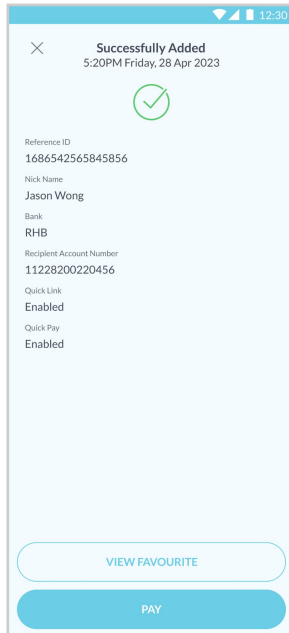 12:30
Successfully Added
5:20PM Friday, 28 Apr 2023
Reference ID
1686542565845856
Nick Name
Jason Wong
Bank
RHB
Recipient Account Number
11228200220456
Quick Link
Enabled
Quick Pay
Enabled
VIEW FAVOURITE
PAY